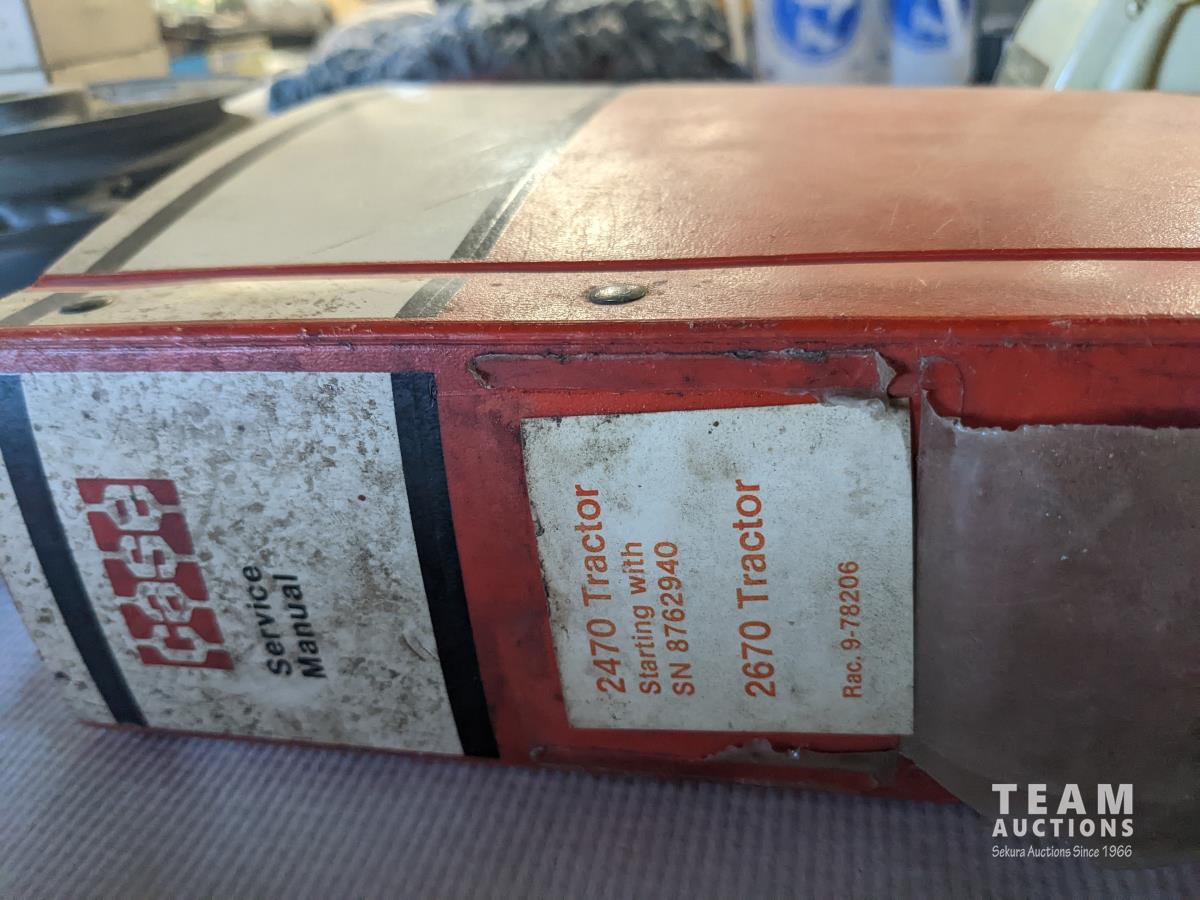 Case
Service
Manual
2470 Tractor
Starting with
SN 8762940
2670 Tractor
Rac. 9-78206
TEAM
AUCTIONS
Sekura Auctions Since 1966